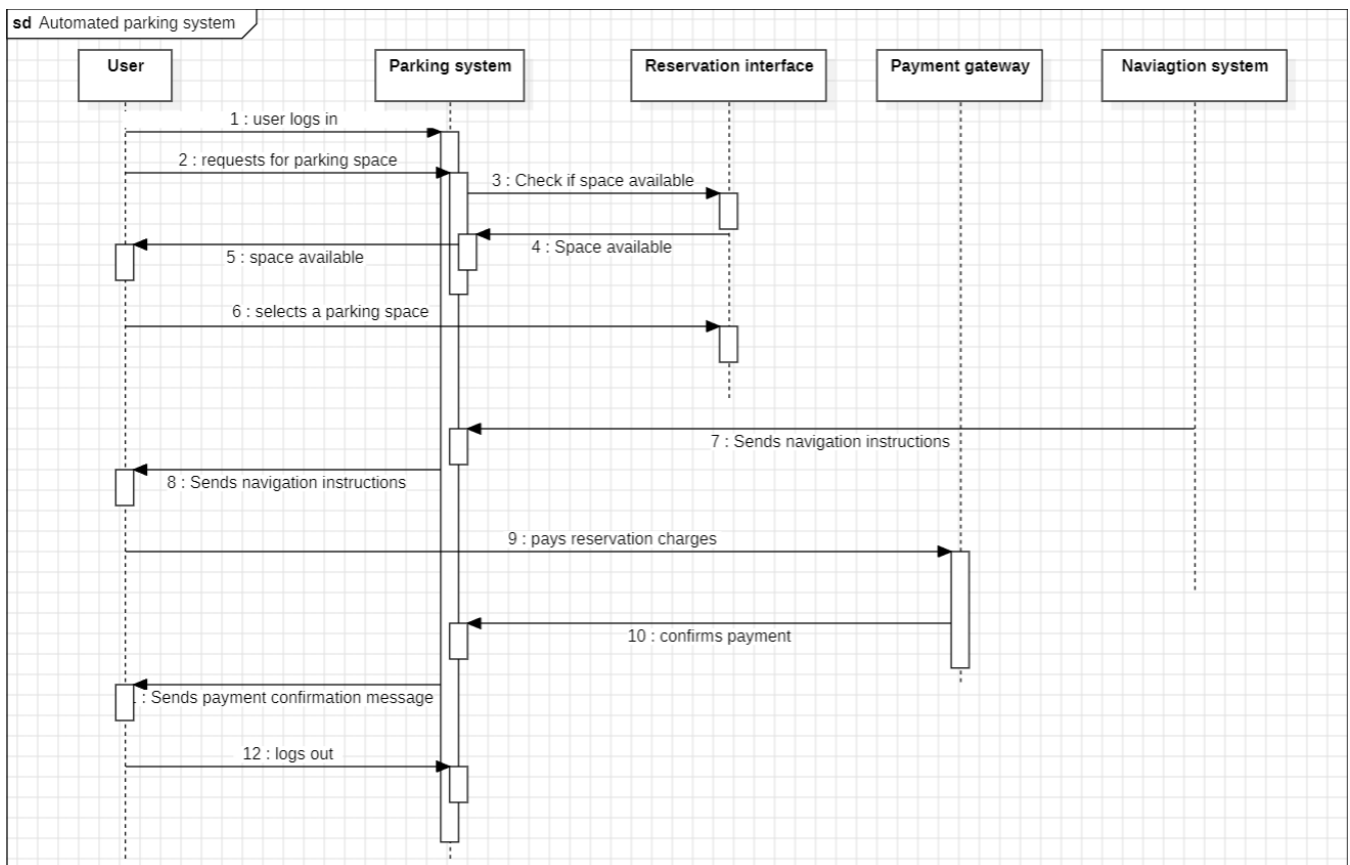 sd Automated parking system
User
Parking system
Reservation interface
Payment gateway
Naviagtion system
1 : user logs in
2 : requests for parking space
3 : Check if space available
4 : Space available
5 : space available
6 : selects a parking space
7 : Sends navigation instructions
8 : Sends navigation instructions
9 : pays reservation charges
10 : confirms payment
: Sends payment confirmation message
12 : logs out